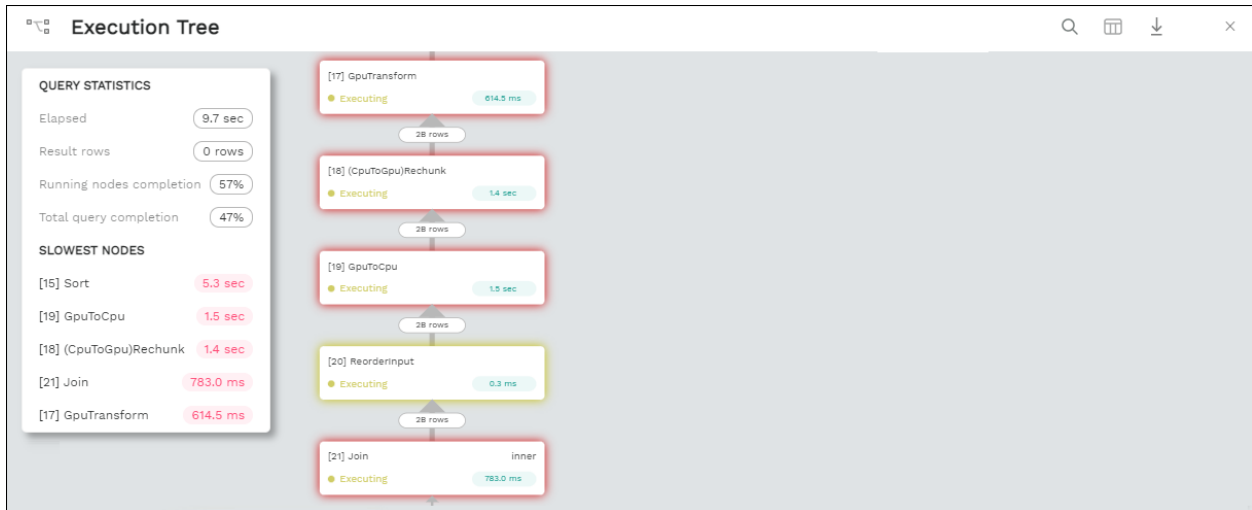 Execution Tree
QUERY STATISTICS
Elapsed 9.7 sec
Result rows 0 rows
Running nodes completion 57%
Total query completion 47%
SLOWEST NODES
[15] Sort 5.3 sec
[19] GpuToCpu 1.5 sec
[18] (CpuToGpu)Rechunk 1.4 sec
[21] Join 783.0 ms
[17] GpuTransform 614.5 ms
[17] GpuTransform
Executing 614.5 ms
2B rows
[18] (CpuToGpu)Rechunk
Executing 1.4 sec
2B rows
[19] GpuToCpu
Executing 1.5 sec
2B rows
[20] ReorderInput
Executing 0.3 ms
2B rows
[21] Join inner
Executing 783.0 ms